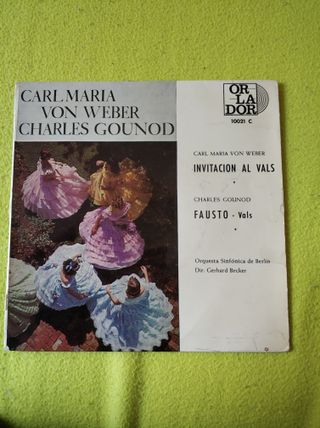 CARL MARIA
VON WEBER
CHARLES GOUNOD
OR-
-LA
DOR
10021 C
CARL MARIA VON WEBER
INVITACION AL VALS
CHARLES GOUNOD
FAUSTO - Vals
Orquesta Sinfónica de Berlín
Dir. Gerhard Becker